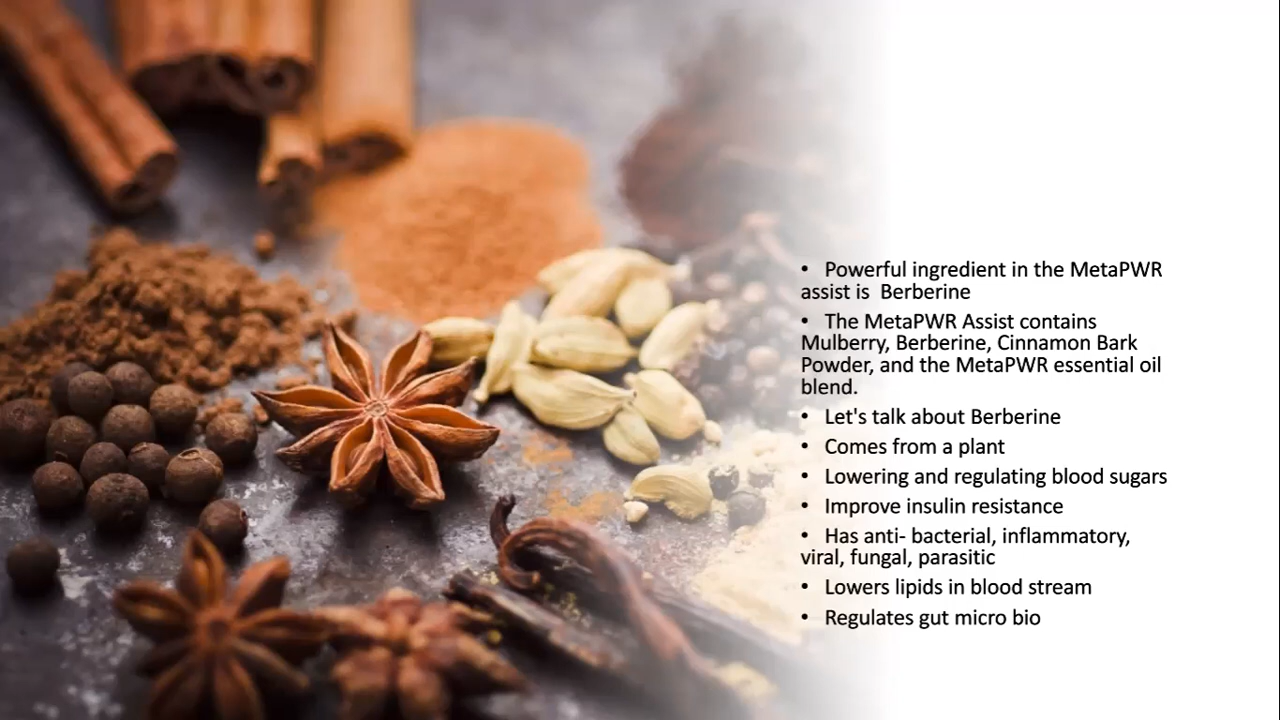 • Powerful ingredient in the MetaPWR
assist is  Berberine
• The MetaPWR Assist contains
Mulberry, Berberine, Cinnamon Bark
Powder, and the MetaPWR essential oil
blend.
• Let's talk about Berberine
• Comes from a plant
• Lowering and regulating blood sugars
• Improve insulin resistance
• Has anti- bacterial, inflammatory,
viral, fungal, parasitic
• Lowers lipids in blood stream
• Regulates gut micro bio